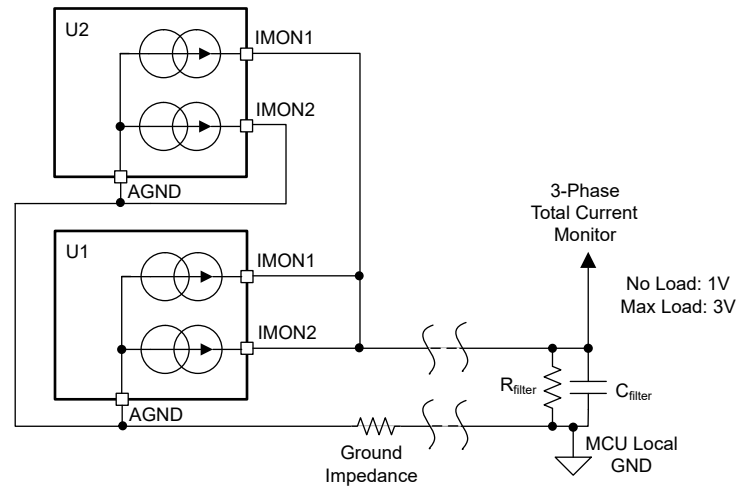 U2
IMON1
IMON2
AGND
U1
IMON1
IMON2
AGND
Ground
Impedance
3-Phase
Total Current
Monitor
No Load: 1V
Max Load: 3V
Rfilter
Cfilter
MCU Local
GND